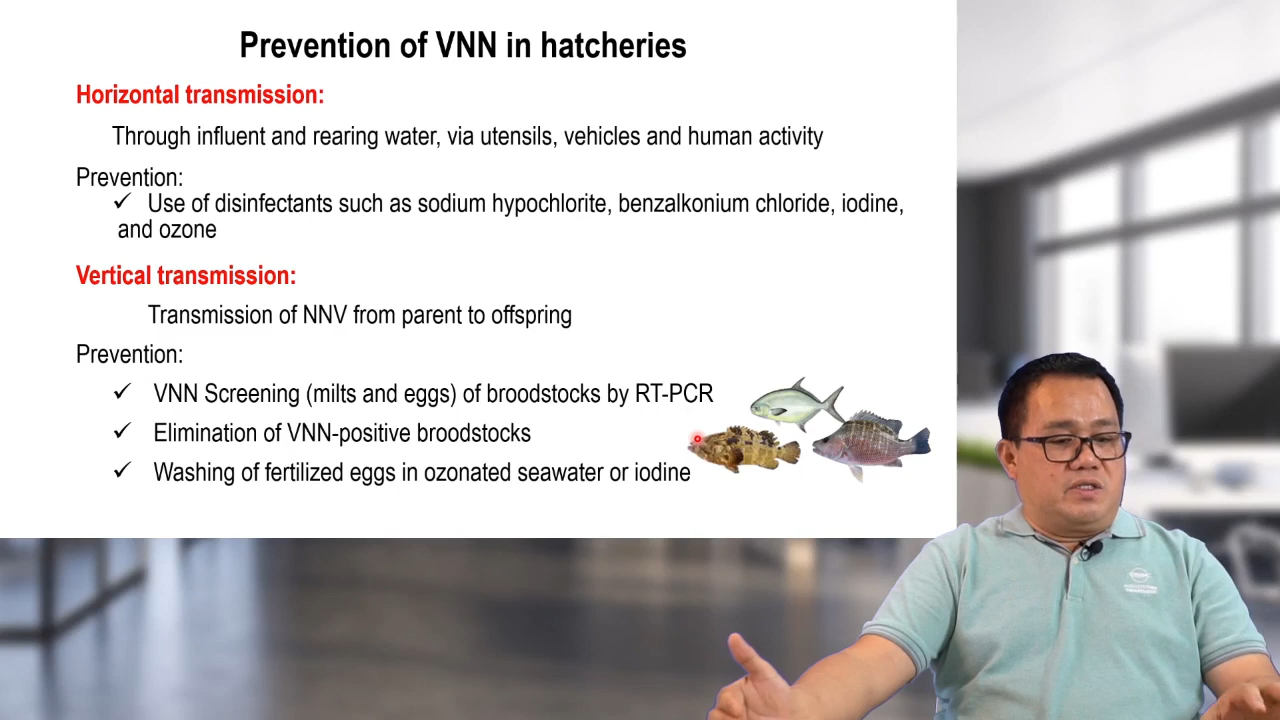 Prevention of VNN in hatcheries
Horizontal transmission:
Through influent and rearing water, via utensils, vehicles and human activity
Prevention:
✓ Use of disinfectants such as sodium hypochlorite, benzalkonium chloride, iodine,
and ozone
Vertical transmission:
Transmission of NNV from parent to offspring
Prevention:
✓ VNN Screening (milts and eggs) of broodstocks by RT-PCR
✓ Elimination of VNN-positive broodstocks
✓ Washing of fertilized eggs in ozonated seawater or iodine